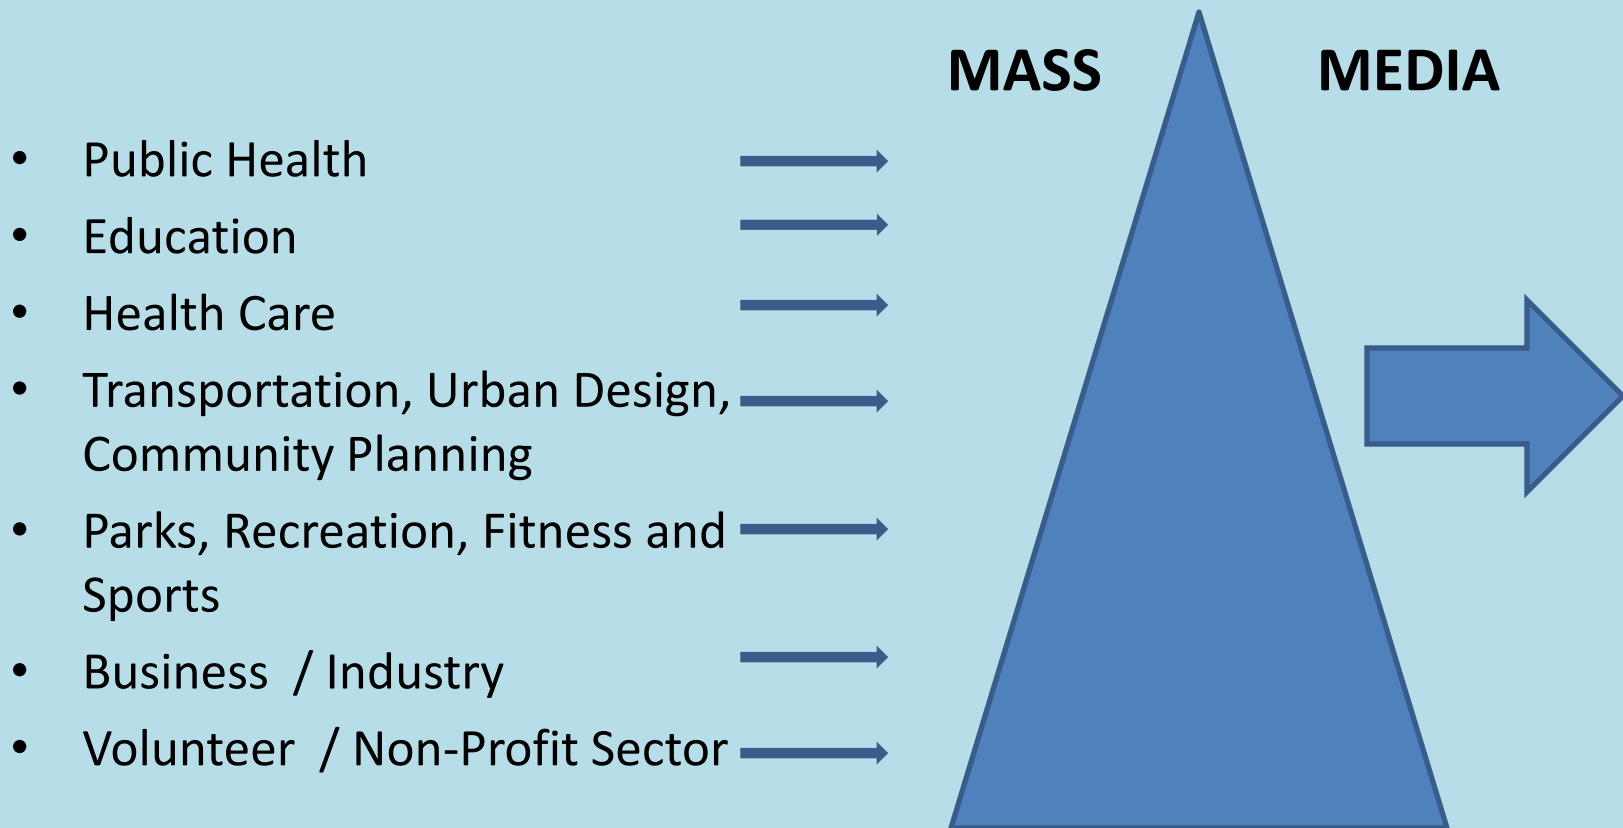 MASS MEDIA
• Public Health
• Education
• Health Care
• Transportation, Urban Design,
Community Planning
• Parks, Recreation, Fitness and
Sports
• Business / Industry
• Volunteer / Non-Profit Sector